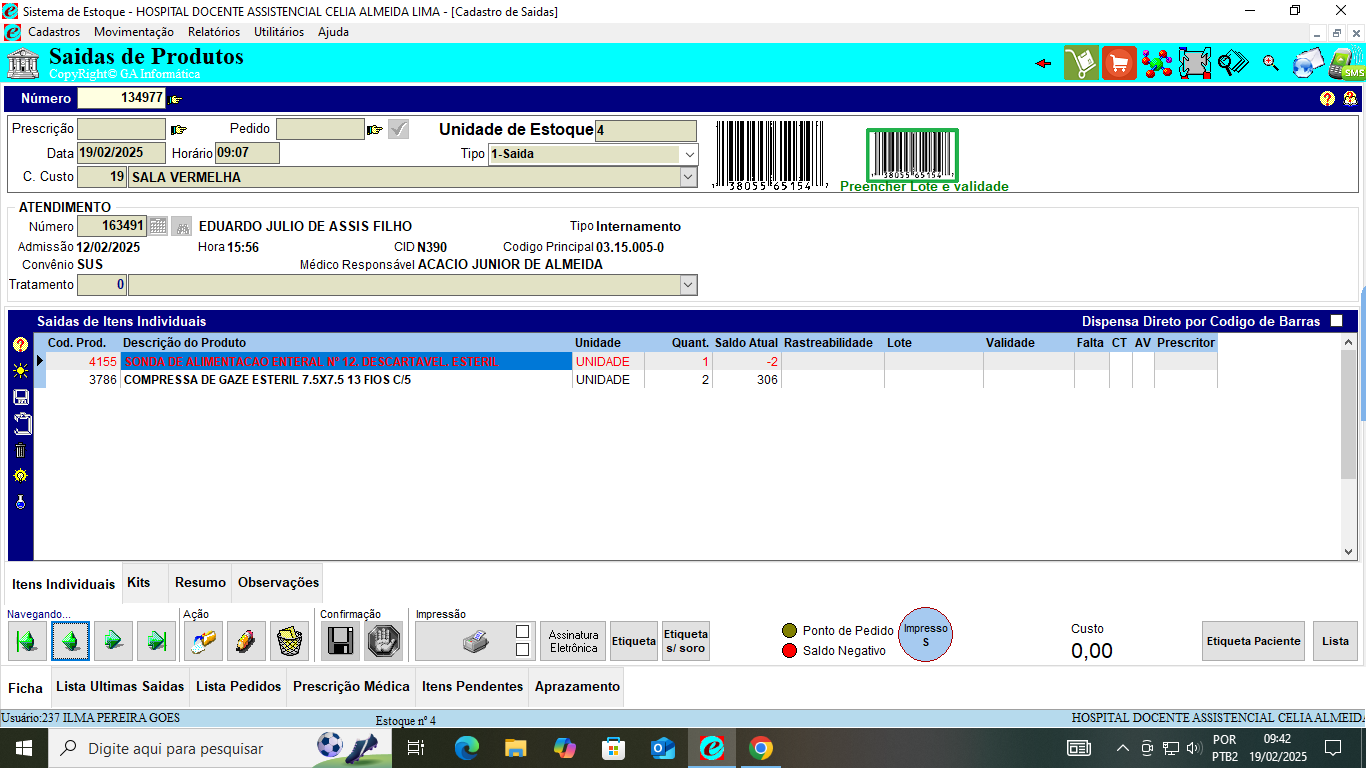 Sistema de Estoque - HOSPITAL DOCENTE ASSISTENCIAL CELIA ALMEIDA LIMA - [Cadastro de Saidas]
Cadastros Movimentação Relatórios Utilitários Ajuda
Saidas de Produtos
CopyRight© GA Informática
SMS
Número 134977
Prescrição Pedido Unidade de Estoque 4
Data 19/02/2025 Horário 09:07 Tipo 1-Saida
C. Custo 19 SALA VERMELHA
138055 65154
138055 65154
Preencher Lote e validade
ATENDIMENTO
Número 163491 EDUARDO JULIO DE ASSIS FILHO Tipo Internamento
Admissão 12/02/2025 Hora 15:56 CID N390 Codigo Principal 03.15.005-0
Convênio SUS Médico Responsável ACACIO JUNIOR DE ALMEIDA
Tratamento 0
Saidas de Itens Individuais Dispensa Direto por Codigo de Barras
Cod. Prod. Descrição do Produto Unidade Quant. Saldo Atual Rastreabilidade Lote Validade Falta CT AV Prescritor
4155 SONDA DE ALIMENTACAO ENTERAL Nº 12. DESCARTAVEL. ESTERIL UNIDADE 1 -2
3786 COMPRESSA DE GAZE ESTERIL 7.5X7.5 13 FIOS C/5 UNIDADE 2 306
Itens Individuais Kits Resumo Observações
Navegando... Ação Confirmação Impressão
Assinatura Eletrônica
Etiqueta
Etiqueta s/ soro
Ponto de Pedido
Saldo Negativo
Impresso
S
Custo
0,00
Etiqueta Paciente Lista
Ficha Lista Ultimas Saidas Lista Pedidos Prescrição Médica Itens Pendentes Aprazamento
Usuário:237 ILMA PEREIRA GOES Estoque nº 4 HOSPITAL DOCENTE ASSISTENCIAL CELIA ALMEIDA
Digite aqui para pesquisar
POR
PTB2
09:42
19/02/2025